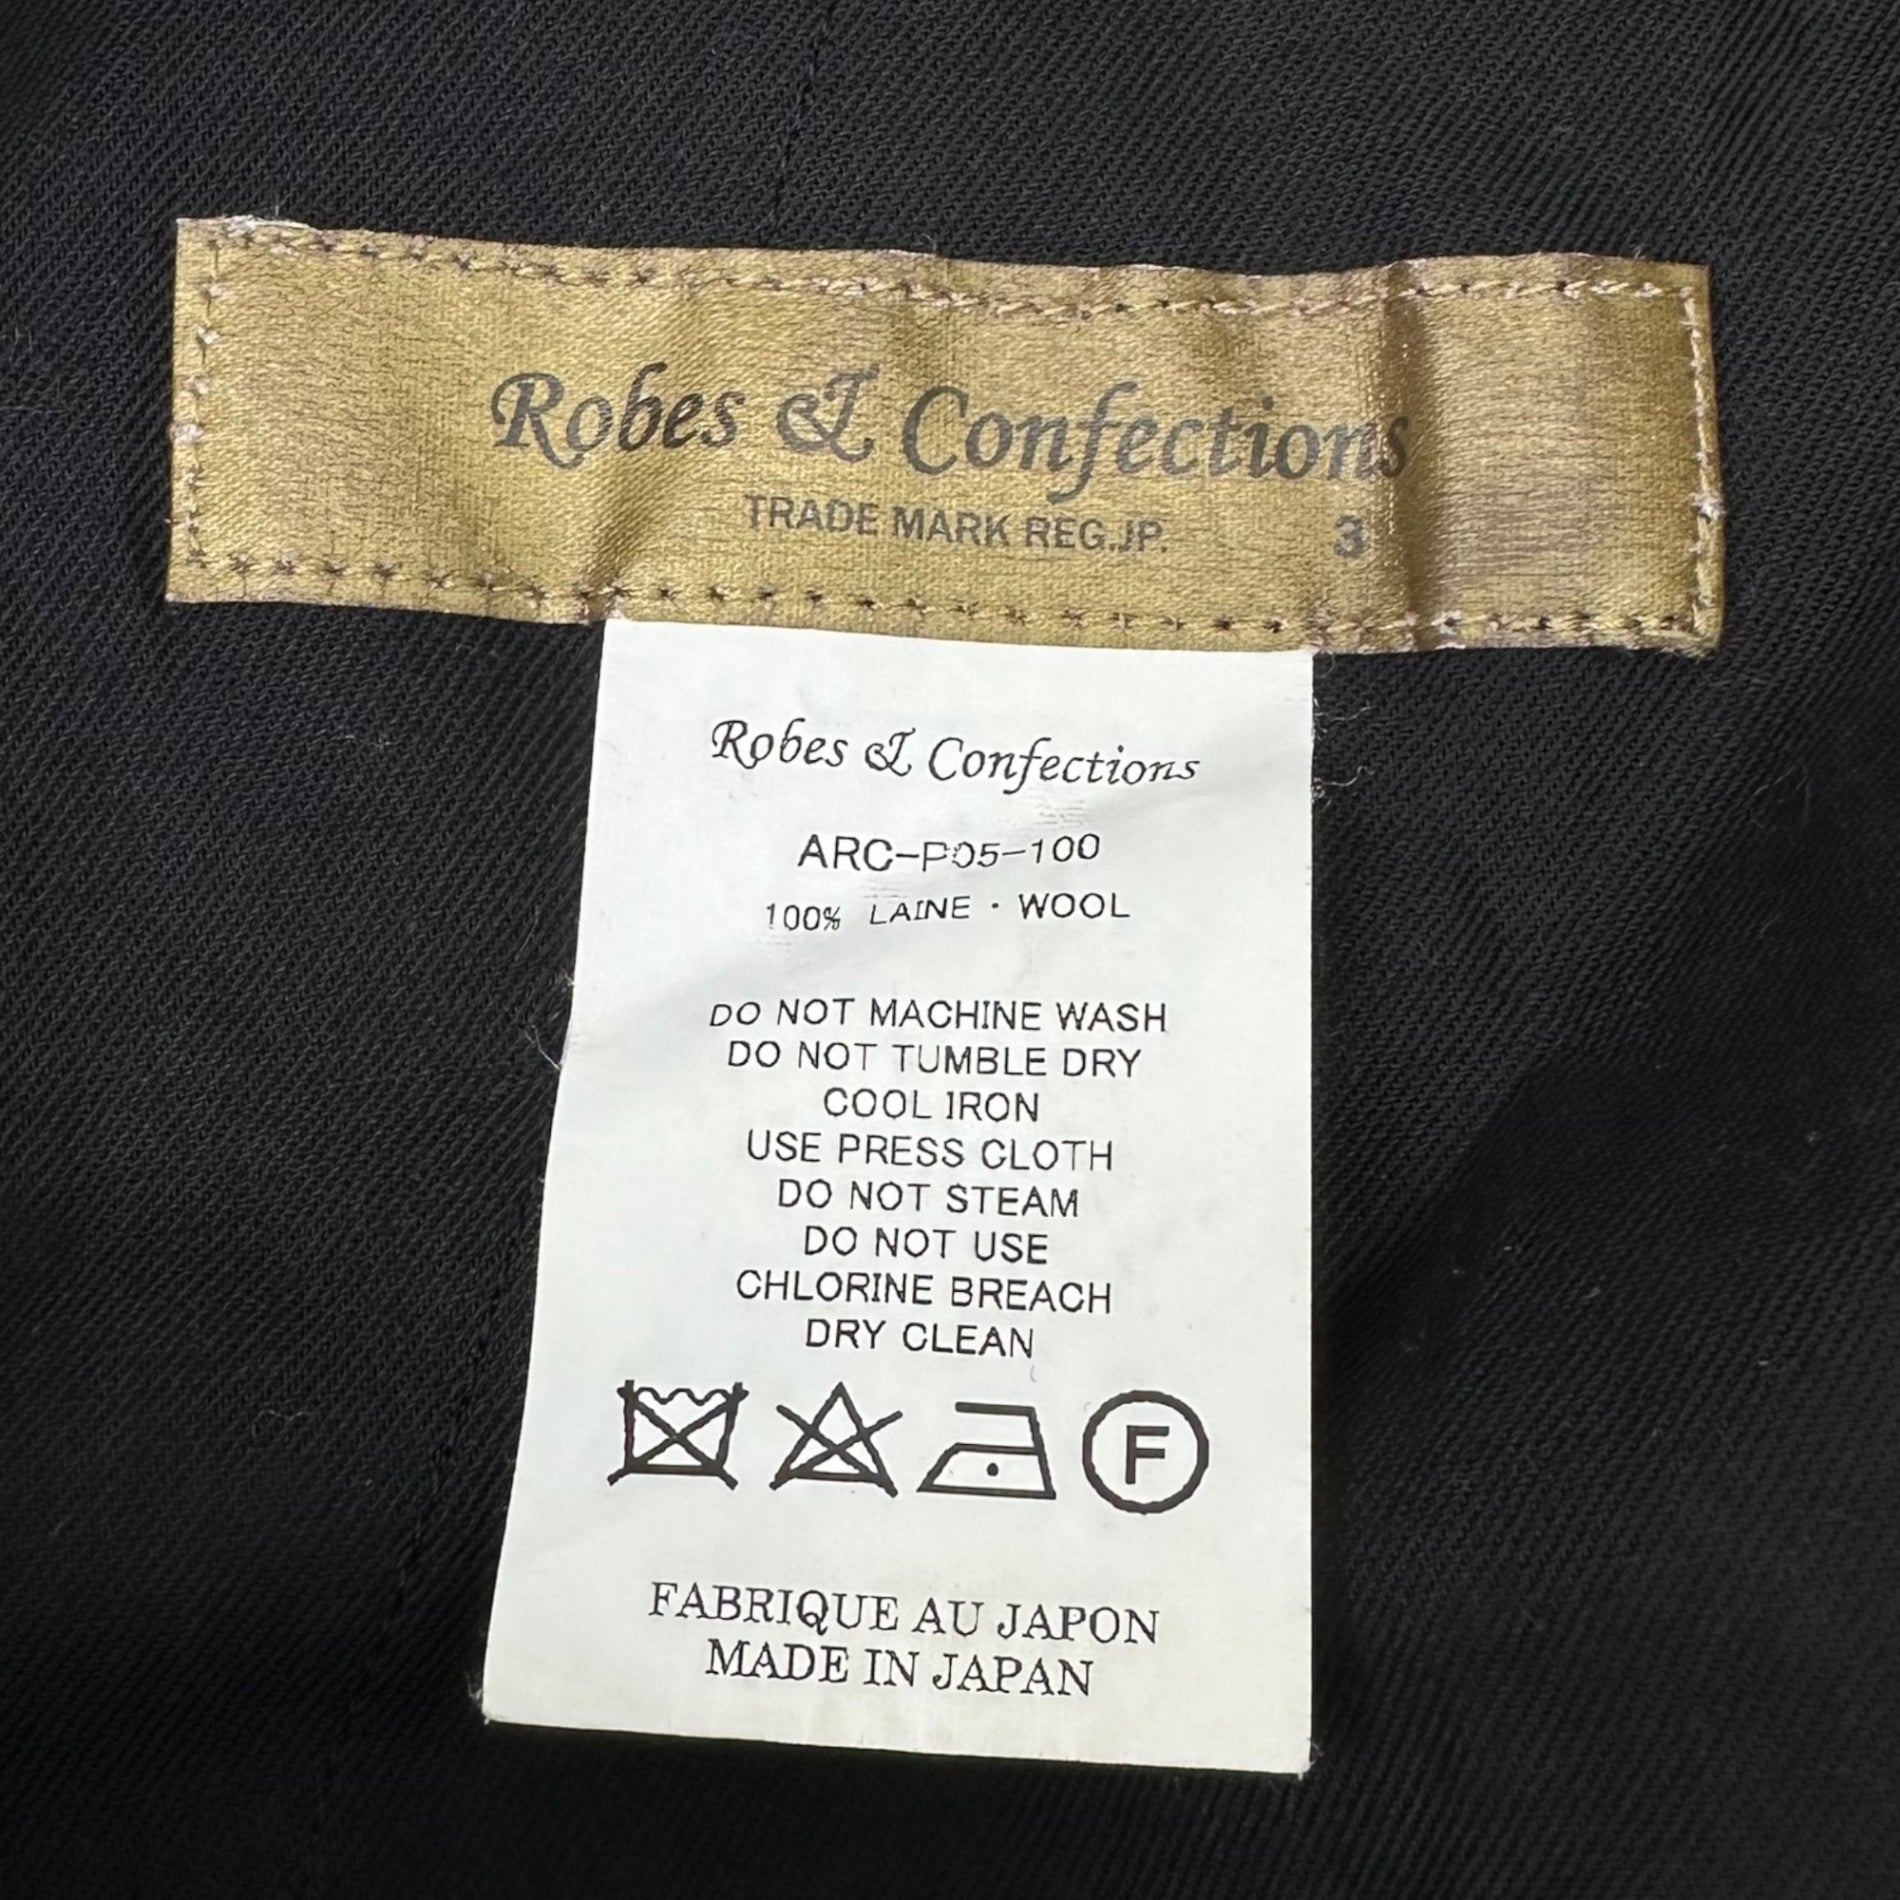 Robes & Confections
TRADE MARK REG.JP. 3
Robes & Confections
ARC-P05-100
100% LAINE · WOOL
DO NOT MACHINE WASH
DO NOT TUMBLE DRY
COOL IRON
USE PRESS CLOTH
DO NOT STEAM
DO NOT USE
CHLORINE BREACH
DRY CLEAN
F
FABRIQUE AU JAPON
MADE IN JAPAN